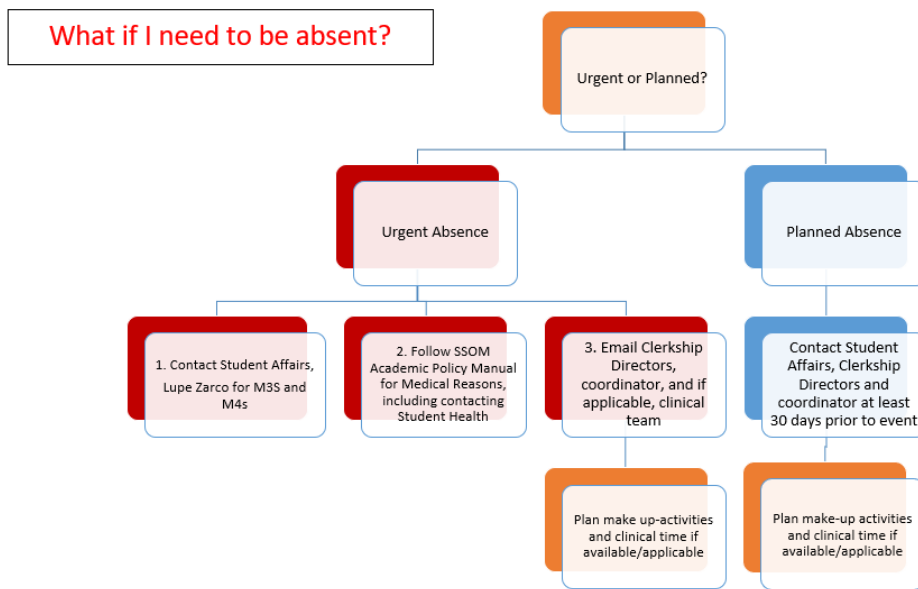 What if I need to be absent?
Urgent or Planned?
Urgent Absence
Planned Absence
1. Contact Student Affairs,
Lupe Zarco for M3S and
M4s
2. Follow SSOM
Academic Policy Manual
for Medical Reasons,
including contacting
Student Health
3. Email Clerkship
Directors,
coordinator, and if
applicable, clinical
team
Contact Student
Affairs, Clerkship
Directors and
coordinator at least
30 days prior to event
Plan make up-activities
and clinical time if
available/applicable
Plan make-up activities
and clinical time if
available/applicable